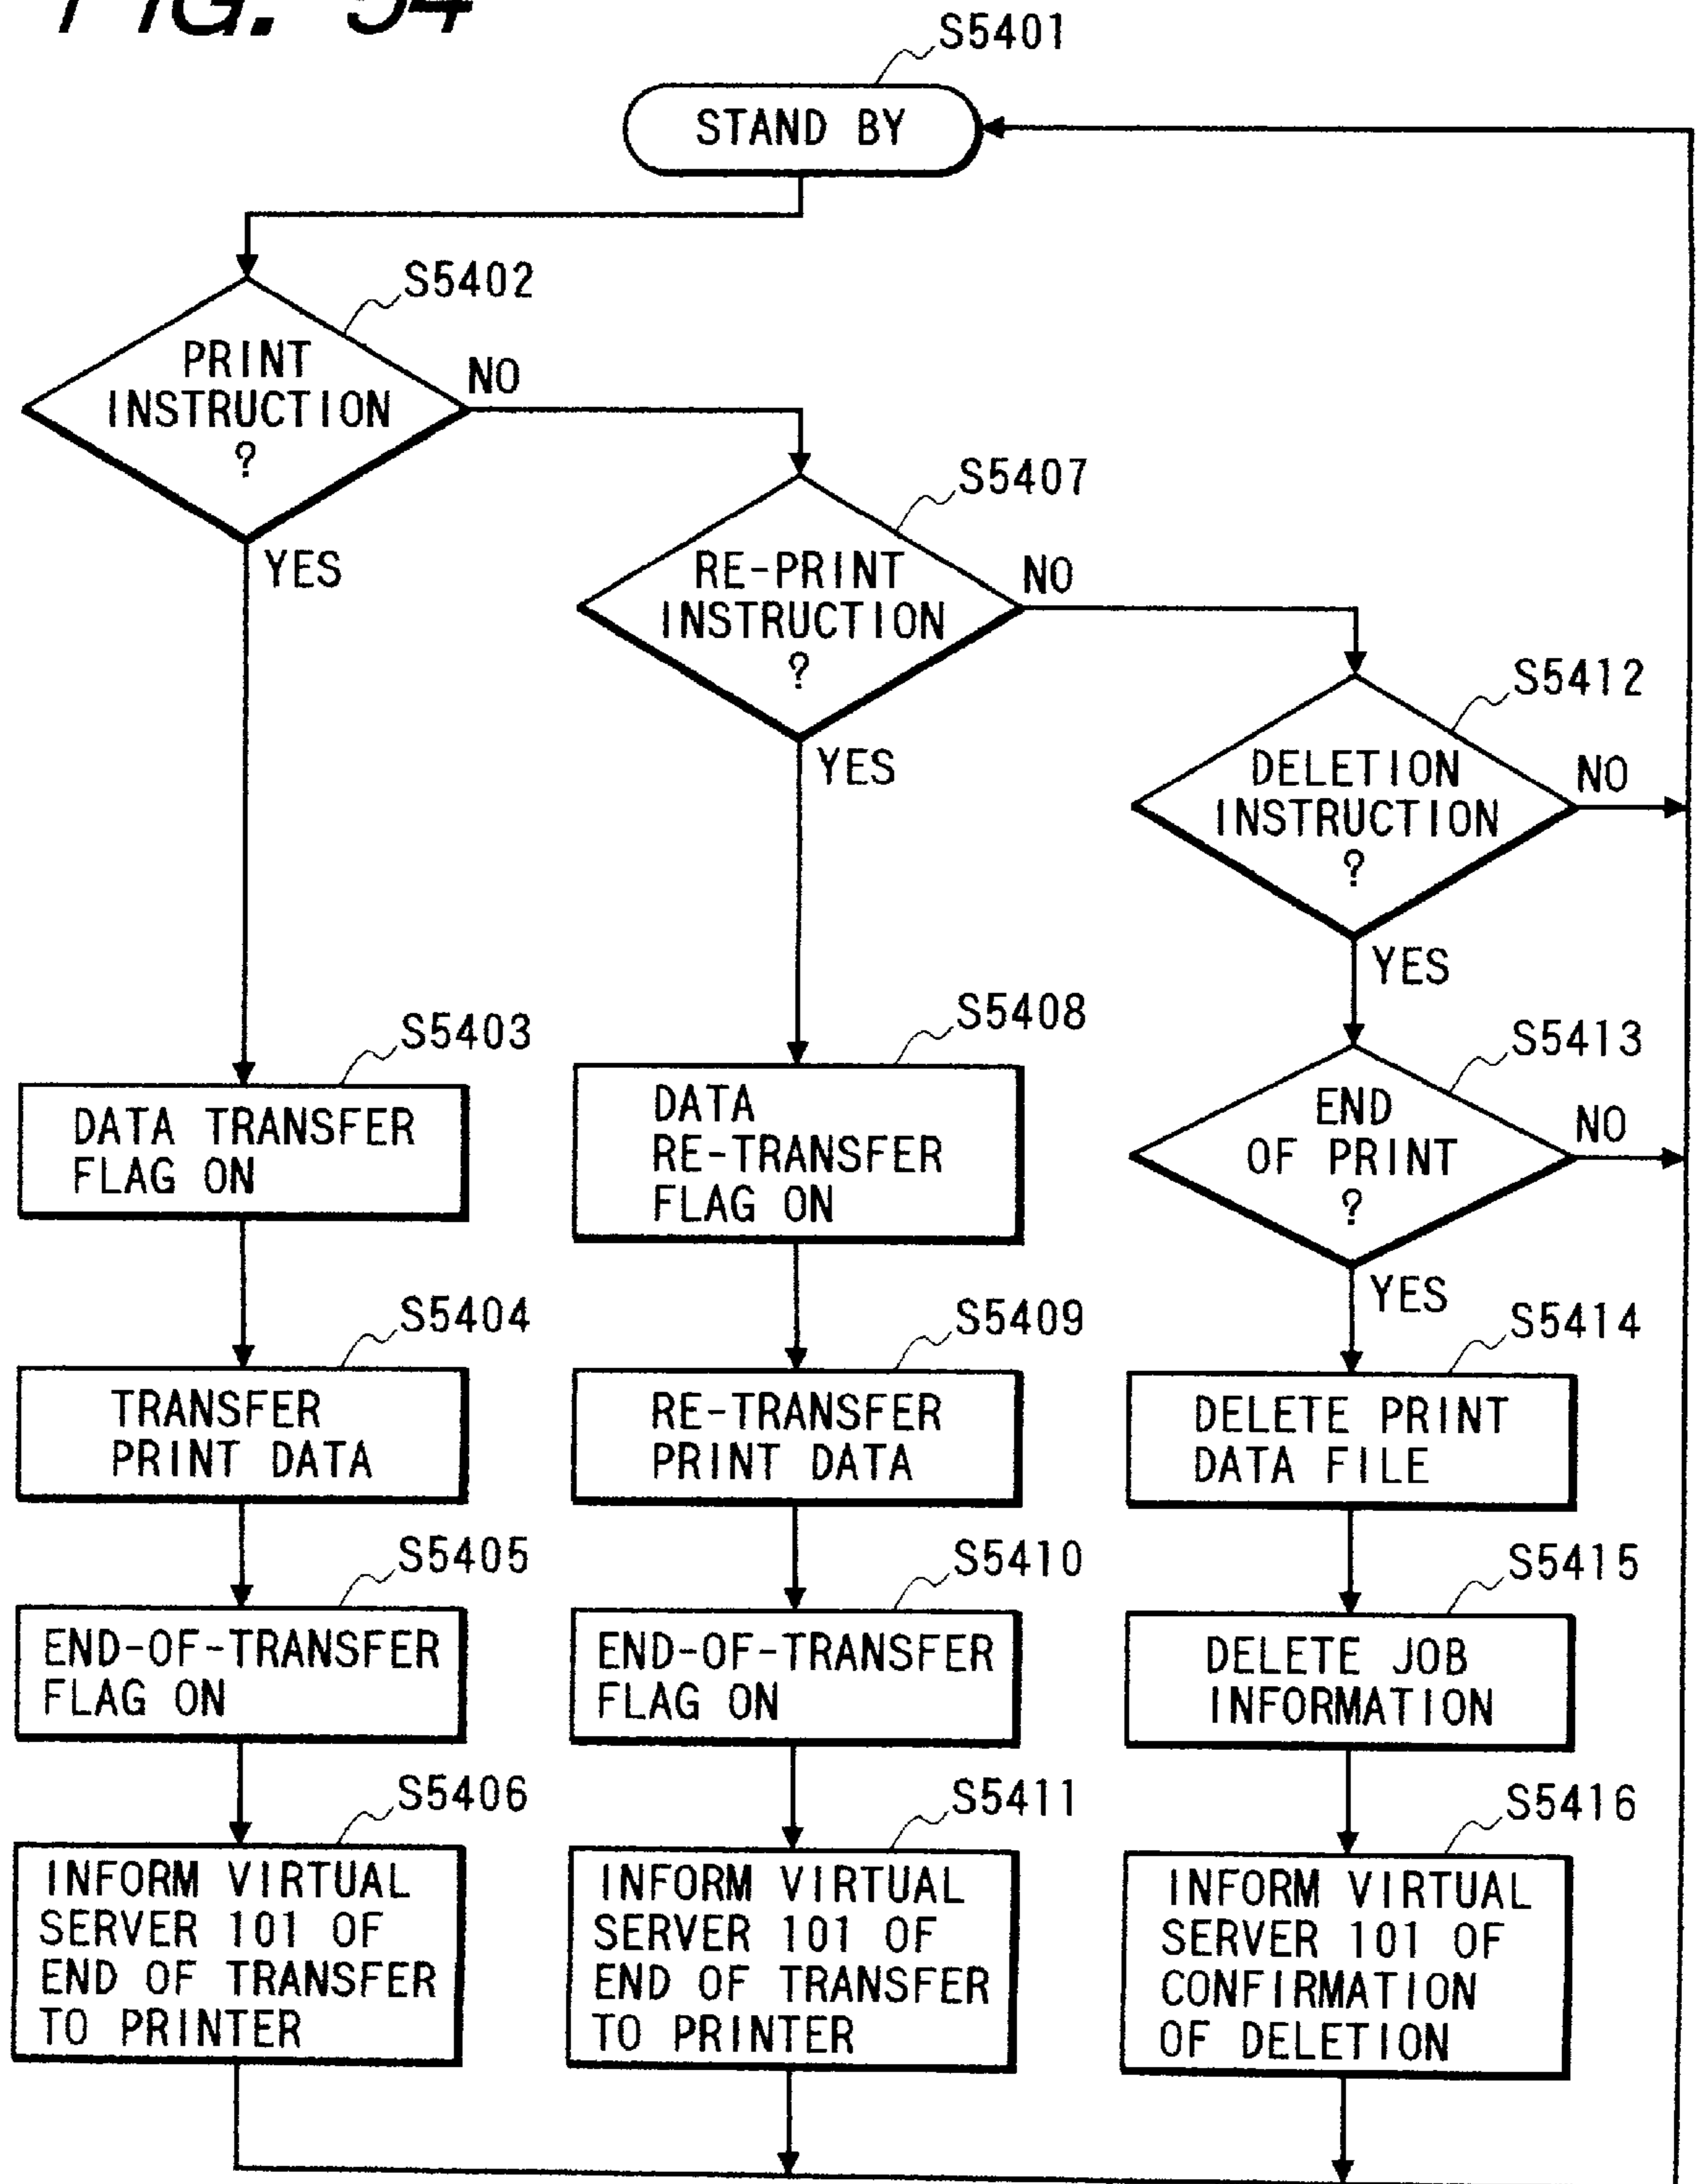 FIG. 54
S5401
STAND BY
S5402
PRINT
INSTRUCTION
?
NO
YES
S5407
RE-PRINT
INSTRUCTION
?
NO
YES
S5412
DELETION
INSTRUCTION
?
NO
YES
S5403
DATA TRANSFER
FLAG ON
S5408
DATA
RE-TRANSFER
FLAG ON
S5413
END
OF PRINT
?
NO
YES
S5404
TRANSFER
PRINT DATA
S5409
RE-TRANSFER
PRINT DATA
S5414
DELETE PRINT
DATA FILE
S5405
END-OF-TRANSFER
FLAG ON
S5410
END-OF-TRANSFER
FLAG ON
S5415
DELETE JOB
INFORMATION
S5406
INFORM VIRTUAL
SERVER 101 OF
END OF TRANSFER
TO PRINTER
S5411
INFORM VIRTUAL
SERVER 101 OF
END OF TRANSFER
TO PRINTER
S5416
INFORM VIRTUAL
SERVER 101 OF
CONFIRMATION
OF DELETION